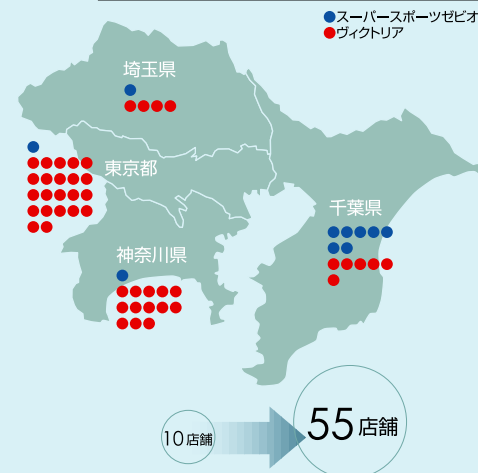 ●スーパースポーツゼビオ
●ヴィクトリア
埼玉県
東京都
千葉県
神奈川県
10店舗
55店舗